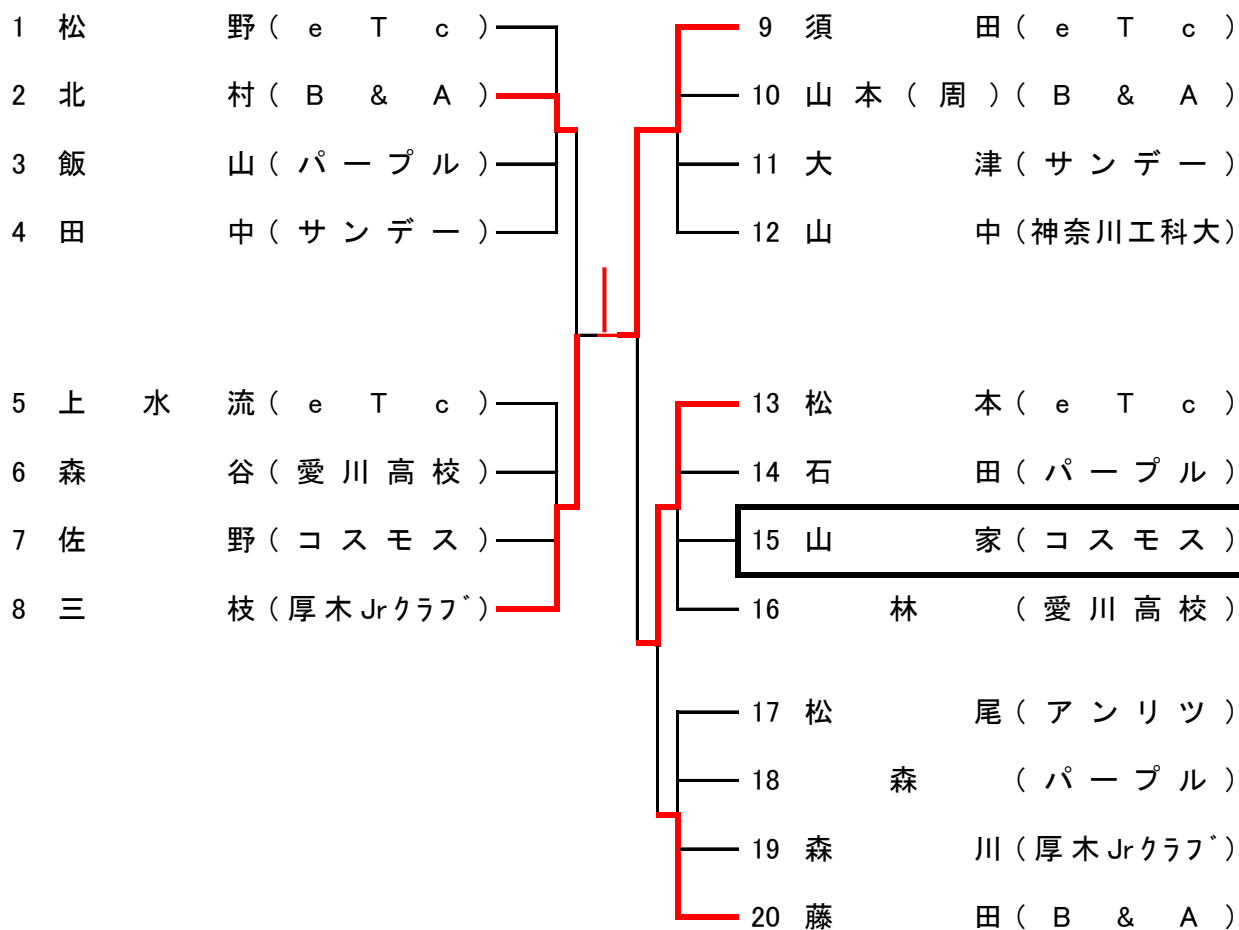 1 松野(eTc)
2 北村(B&A)
3 飯山(パープル)
4 田中(サンデー)
5 上水流(eTc)
6 森谷(愛川高校)
7 佐野(コスモス)
8 三枝(厚木Jrクラブ)
9 須田(eTc)
10 山本(周)(B&A)
11 大津(サンデー)
12 山中(神奈川工科大)
13 松本(eTc)
14 石田(パープル)
15 山家(コスモス)
16 林(愛川高校)
17 松尾(アンリツ)
18 森(パープル)
19 森川(厚木Jrクラブ)
20 藤田(B&A)